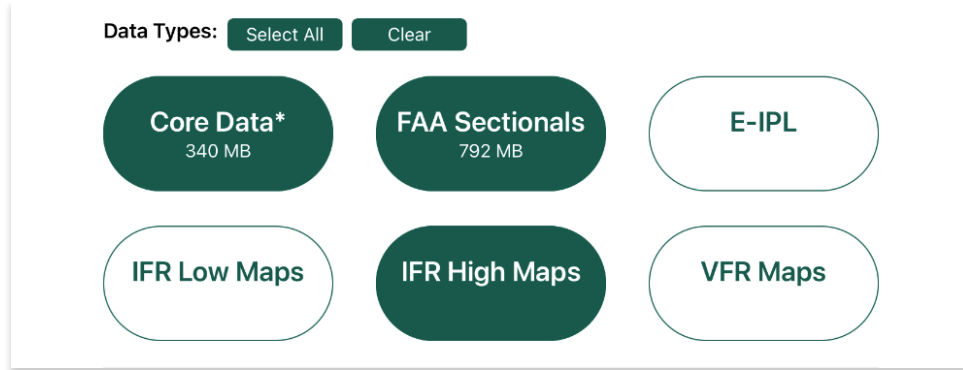 Data Types: Select All Clear
Core Data* FAA Sectionals E-IPL
340 MB 792 MB
IFR Low Maps IFR High Maps VFR Maps